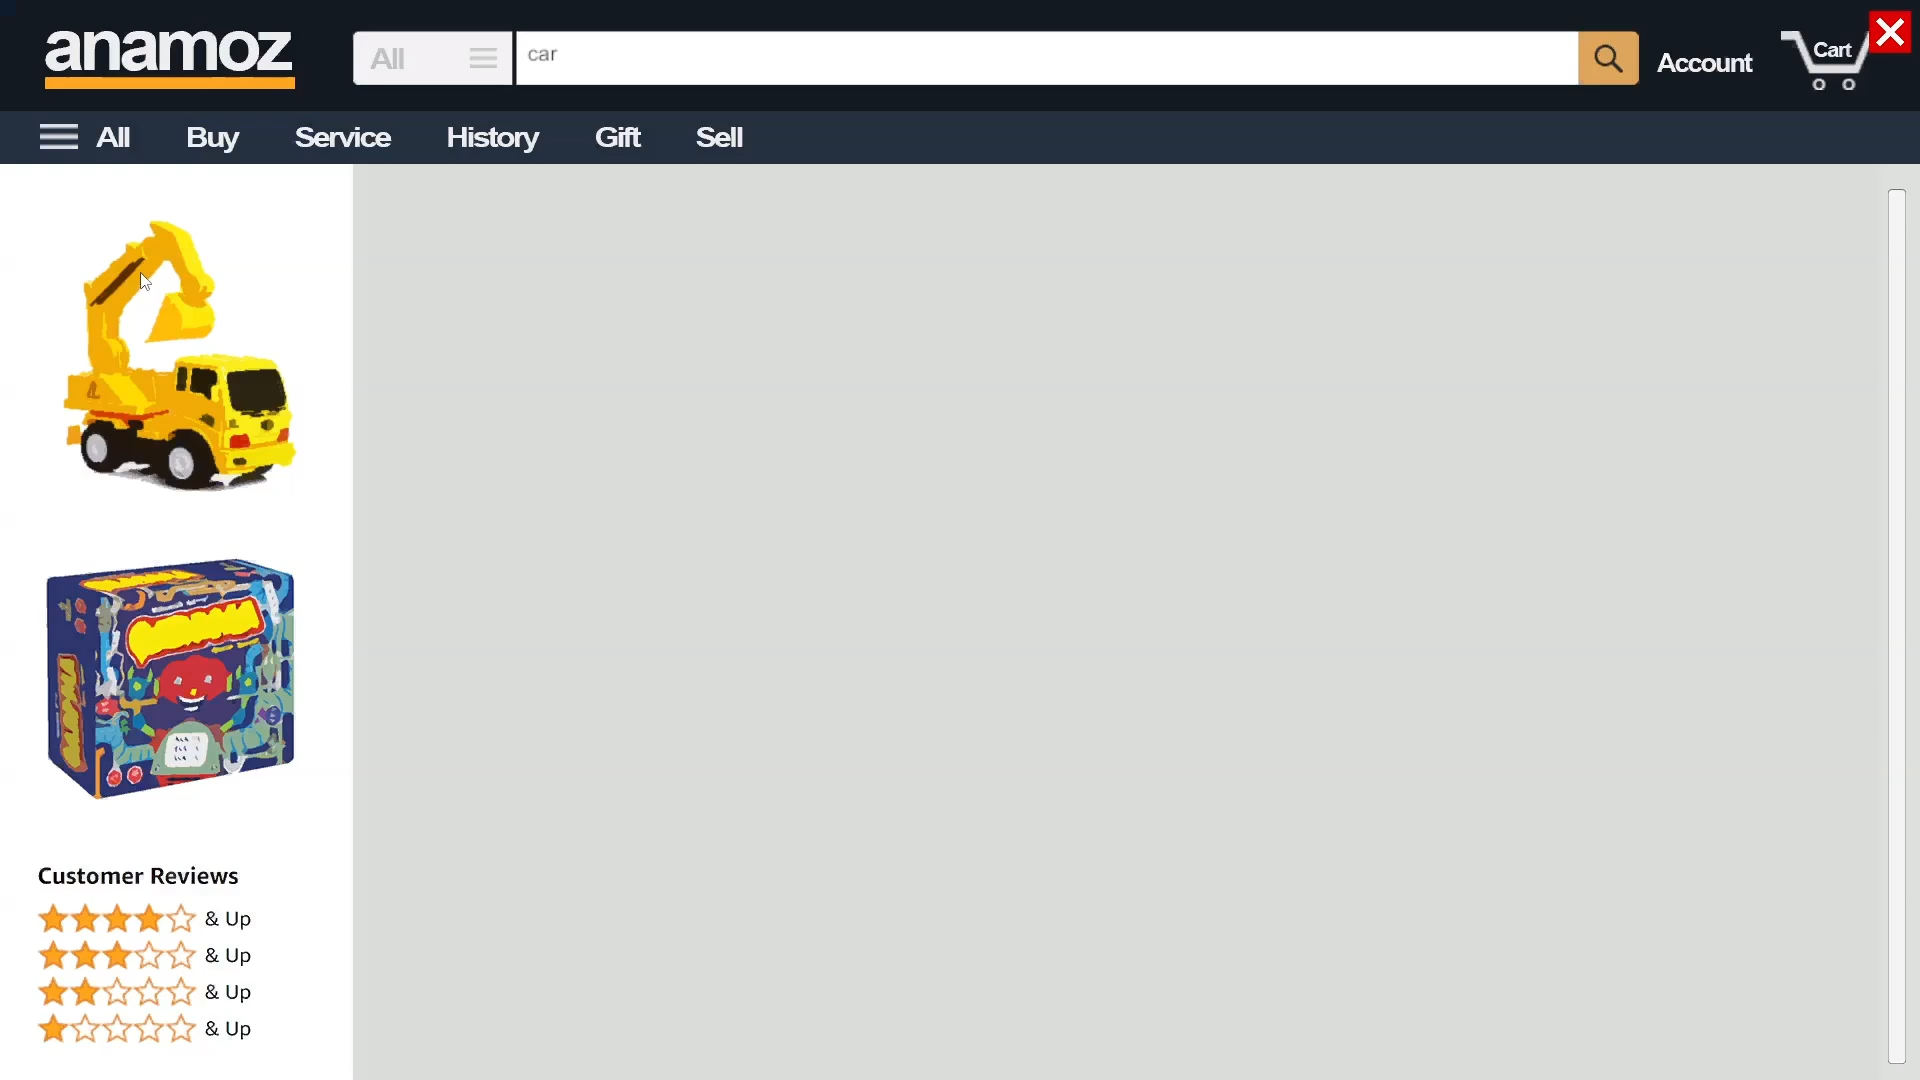 anamoz
All
car
Account
Cart
All
Buy
Service
History
Gift
Sell
Customer Reviews
& Up
& Up
& Up
& Up